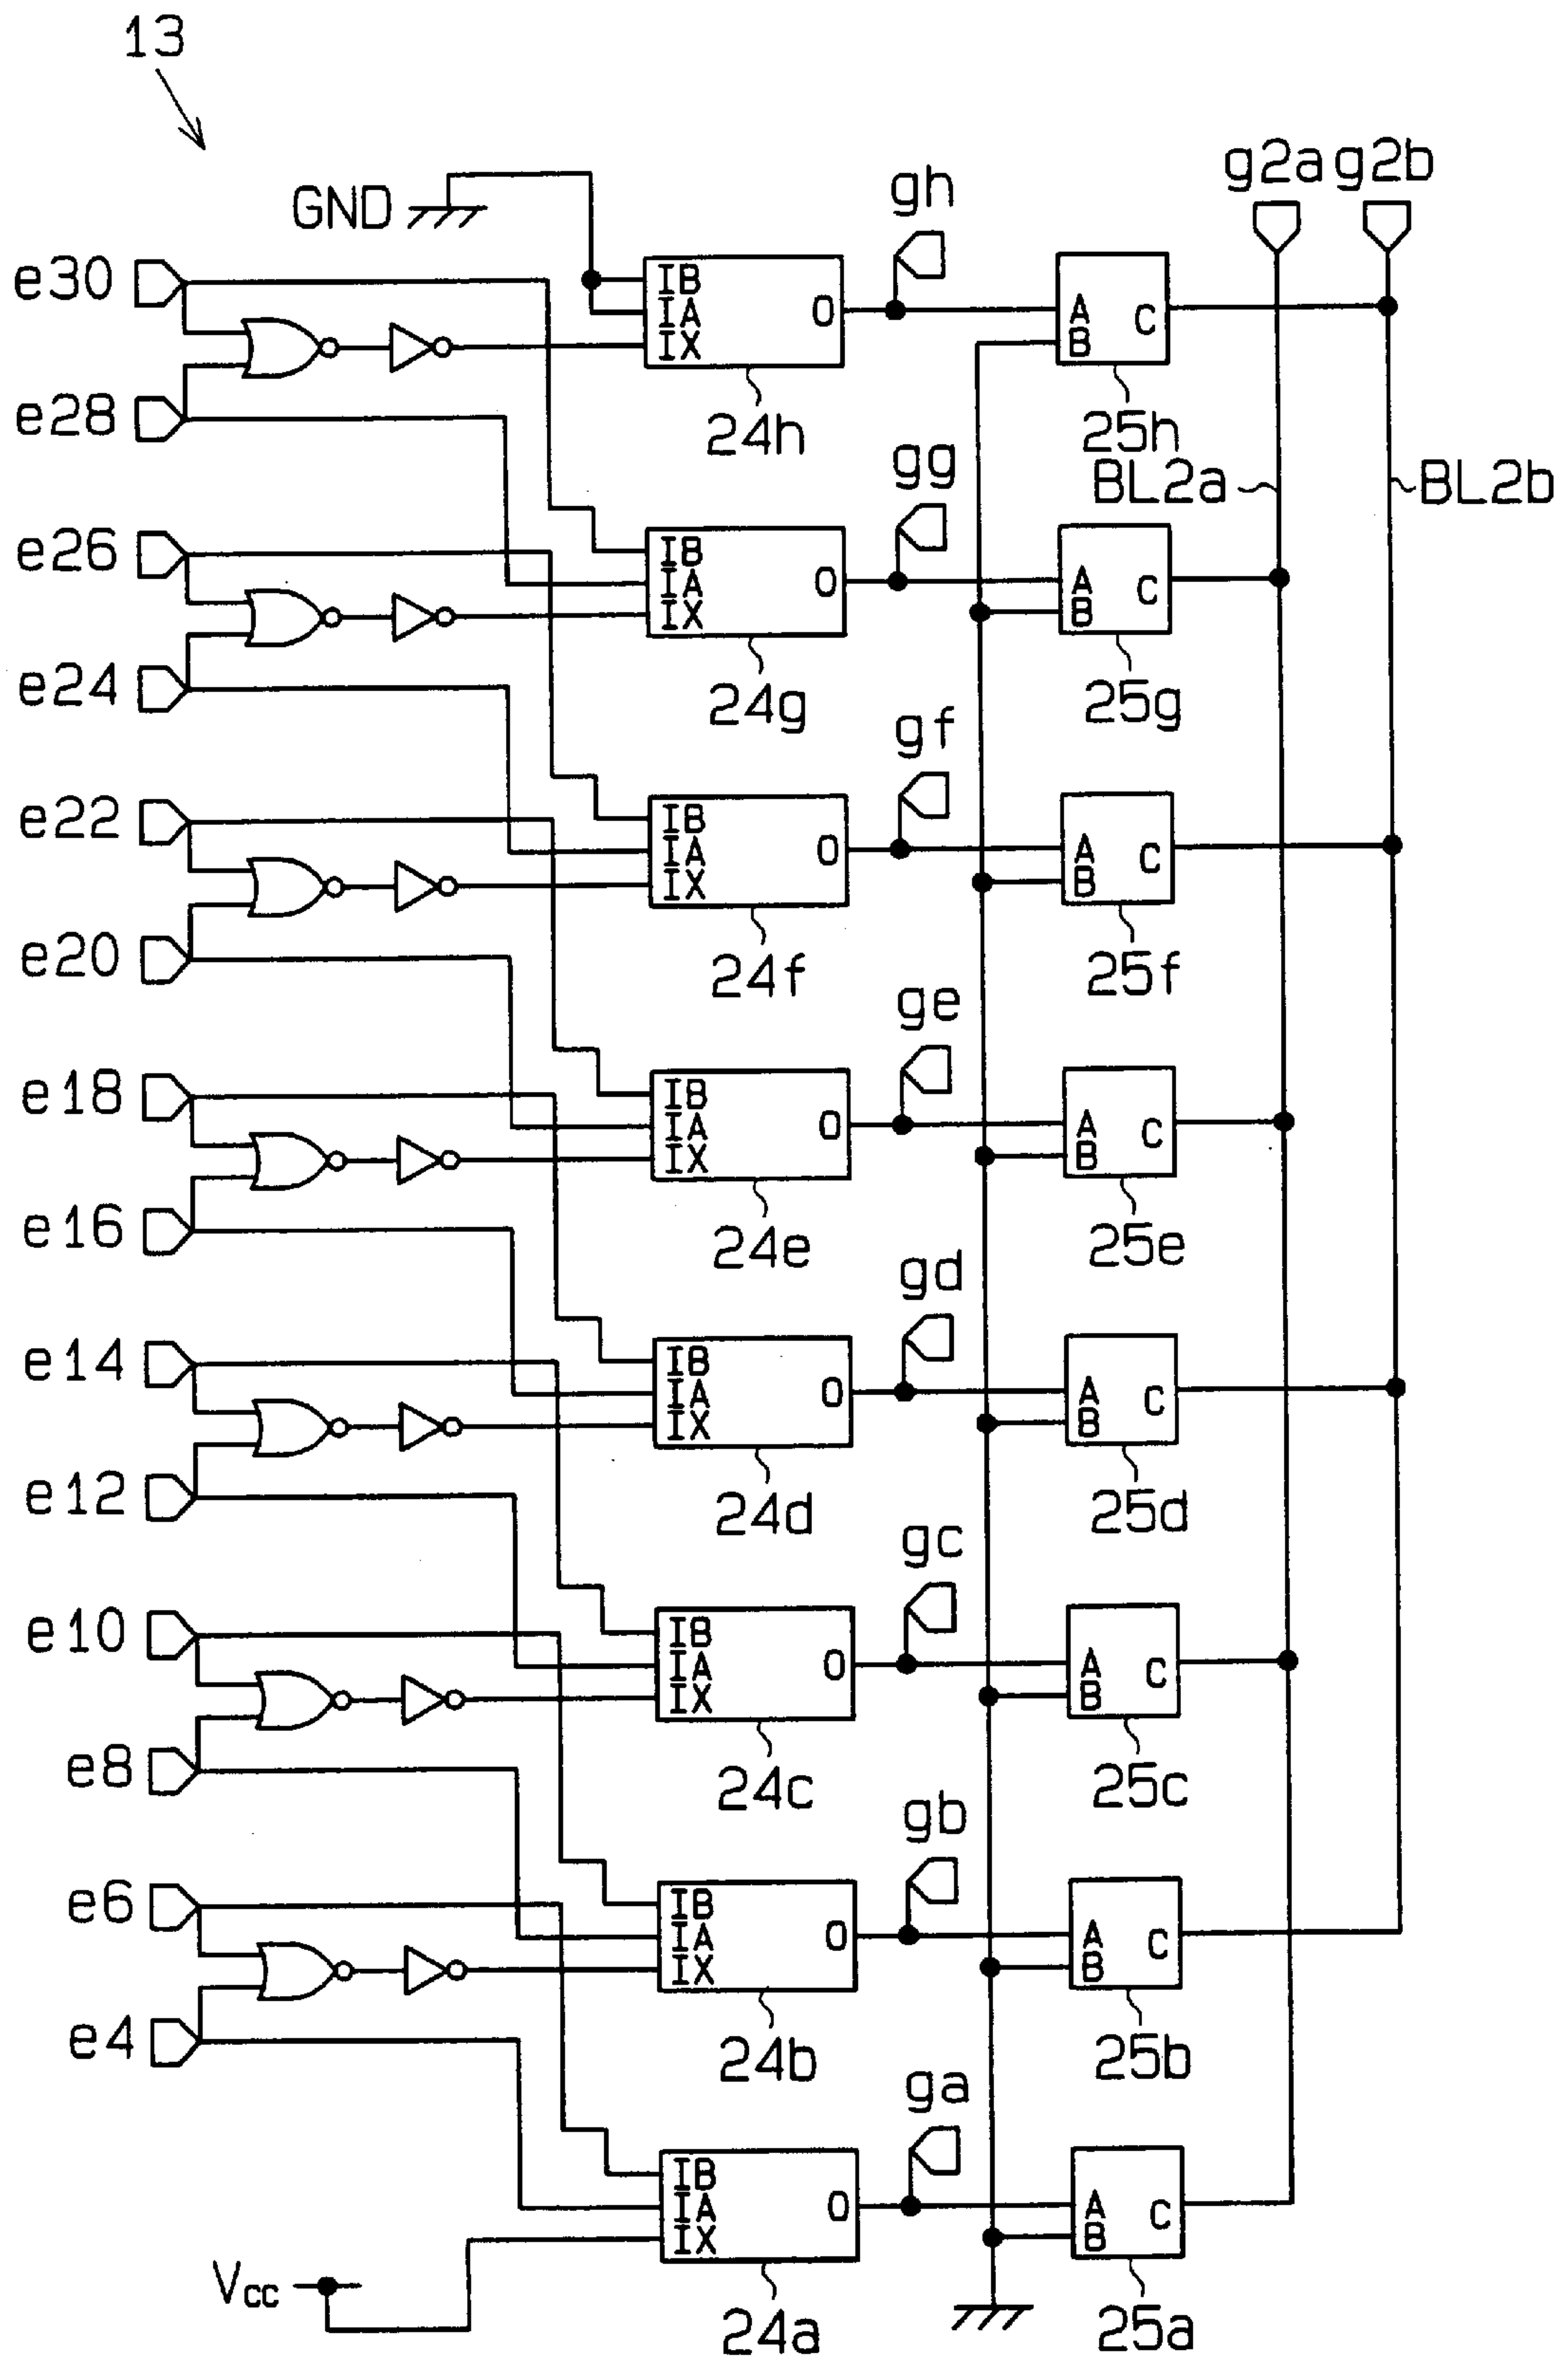 13
g2a g2b
gh
GND
e30
IB
IA
IX
O
A
B
C
e28
24h
25h
gg
BL2a
BL2b
e26
IB
IA
IX
O
A
B
C
e24
24g
25g
gf
e22
IB
IA
IX
O
A
B
C
e20
24f
25f
ge
e18
IB
IA
IX
O
A
B
C
e16
24e
25e
gd
e14
IB
IA
IX
O
A
B
C
e12
24d
25d
gc
e10
IB
IA
IX
O
A
B
C
e8
24c
25c
gb
e6
IB
IA
IX
O
A
B
C
e4
24b
25b
ga
IB
IA
IX
O
A
B
C
Vcc
24a
25a